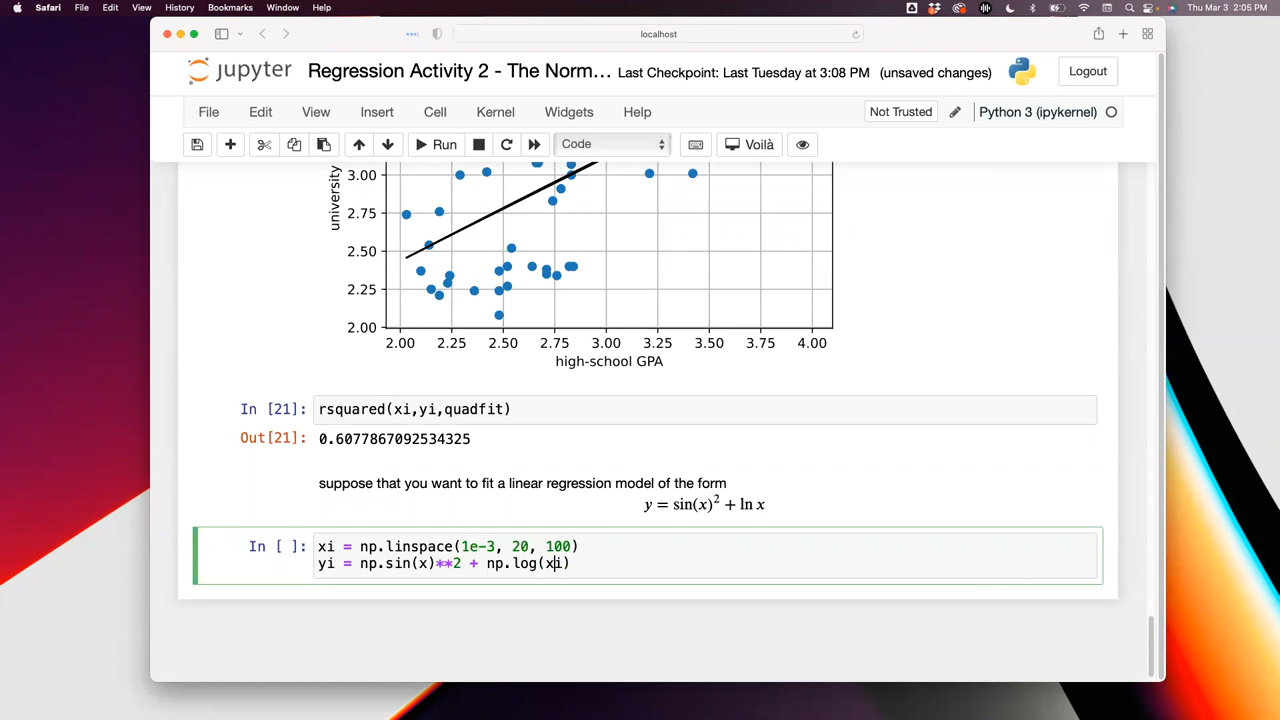 Safari File Edit View History Bookmarks Window Help Thu Mar 3 2:05 PM
localhost
jupyter Regression Activity 2 - The Norm... Last Checkpoint: Last Tuesday at 3:08 PM (unsaved changes) Logout
File Edit View Insert Cell Kernel Widgets Help Not Trusted Python 3 (ipykernel)
Run Code Voilà
university
3.00
2.75
2.50
2.25
2.00
2.00 2.25 2.50 2.75 3.00 3.25 3.50 3.75 4.00
high-school GPA
In [21]: rsquared(xi,yi,quadfit)
Out[21]: 0.6077867092534325
suppose that you want to fit a linear regression model of the form
y = sin(x)² + ln x
In [ ]: xi = np.linspace(1e-3, 20, 100)
yi = np.sin(x)**2 + np.log(xi)